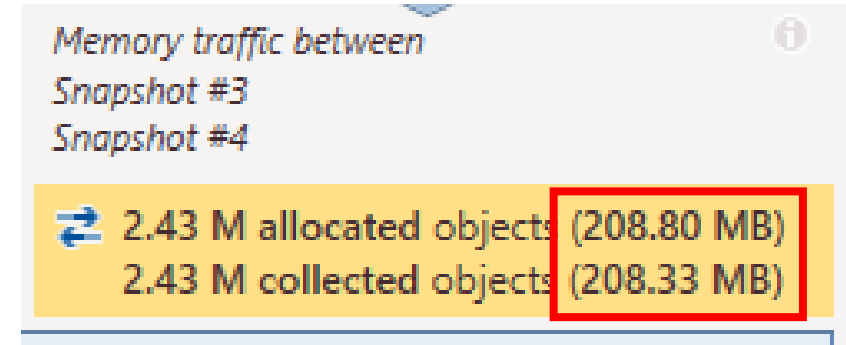 Memory traffic between
Snapshot #3
Snapshot #4
2.43 M allocated objects (208.80 MB)
2.43 M collected objects (208.33 MB)